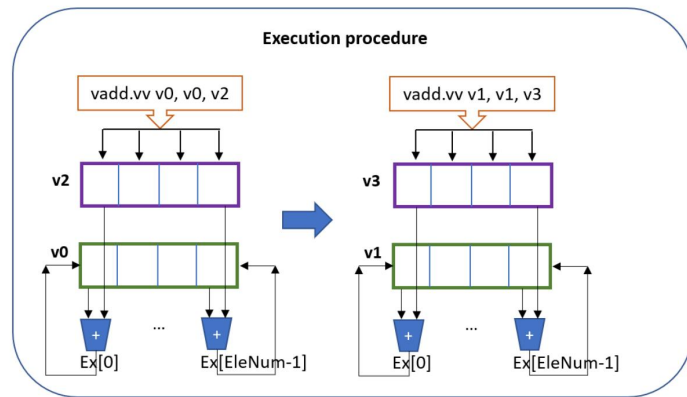 Execution procedure
vadd.vv v0, v0, v2
v2
v0
+
...
+
Ex[0]
Ex[EleNum-1]
vadd.vv v1, v1, v3
v3
v1
+
...
+
Ex[0]
Ex[EleNum-1]